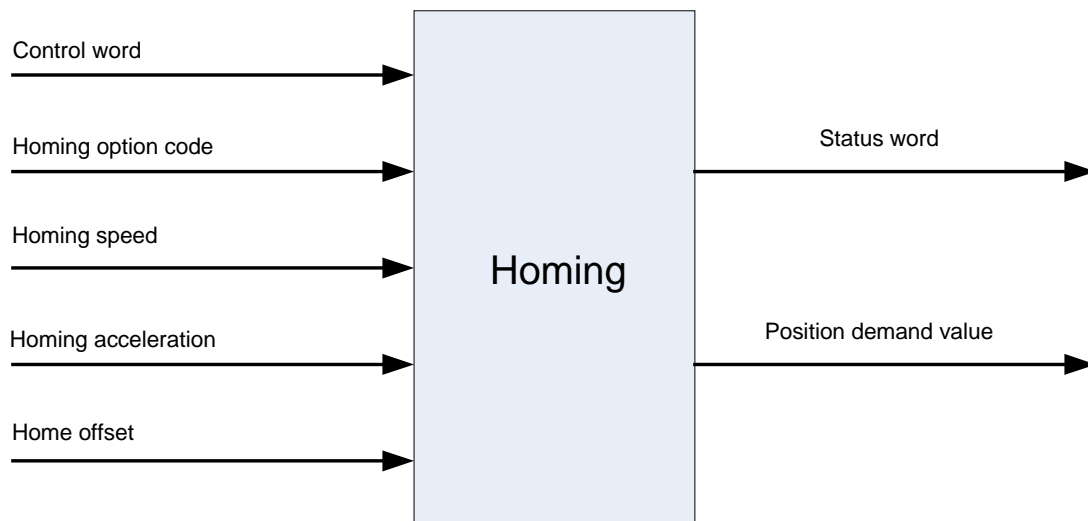 Control word
Homing option code
Homing speed
Homing acceleration
Home offset
Homing
Status word
Position demand value